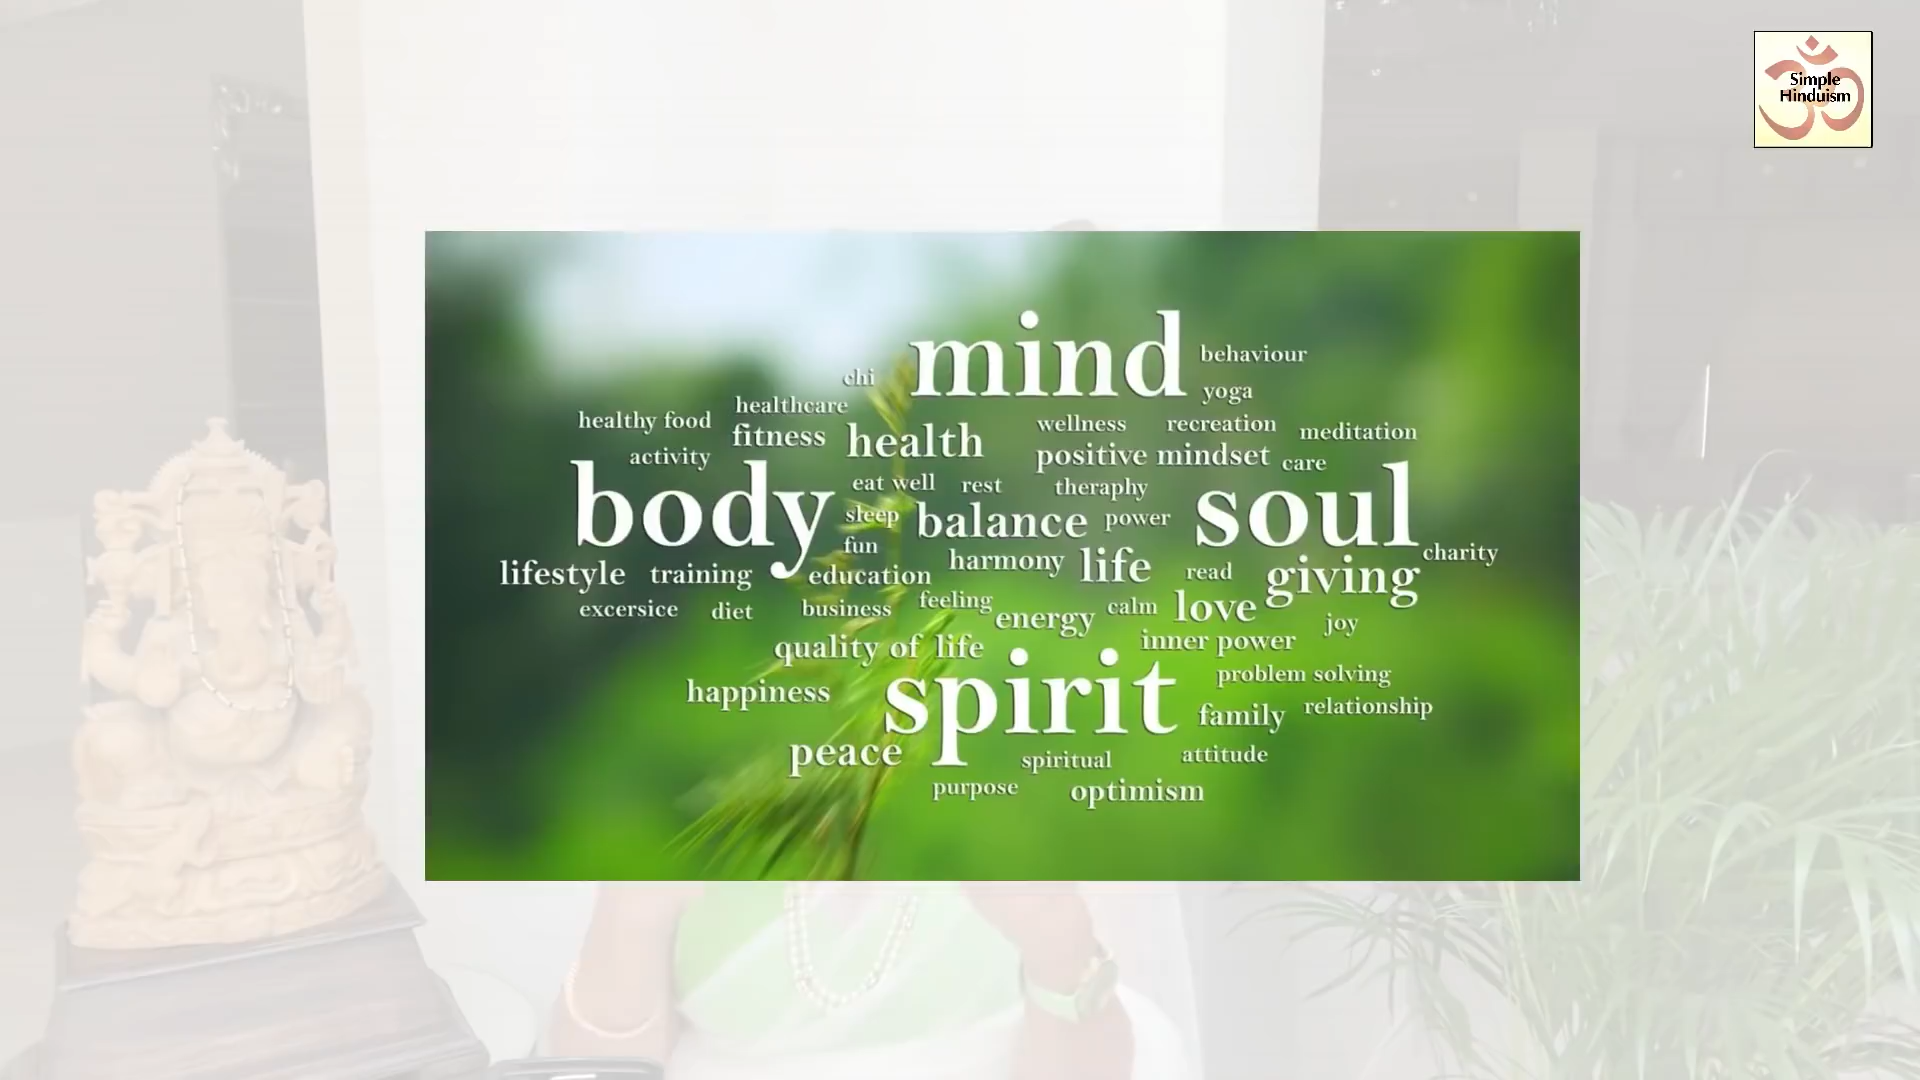 Simple
Hinduism
mind
behaviour
chi
yoga
healthcare
healthy food
wellness recreation
meditation
fitness health
positive mindset care
activity
body
eat well rest theraphy
soul
sleep balance power
fun
harmony life
charity
lifestyle training
education
read giving
excersice diet business feeling
energy calm love
joy
quality of life
inner power
spirit
problem solving
happiness
family relationship
peace
spiritual attitude
purpose optimism